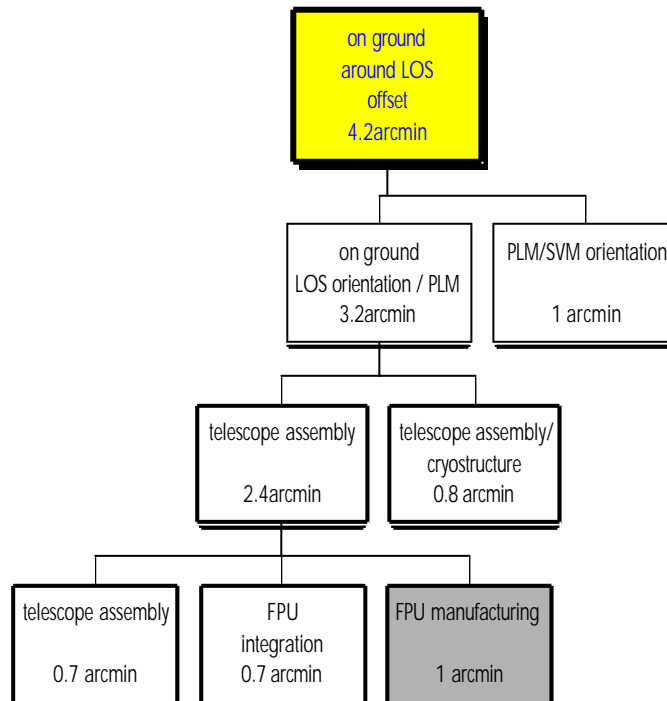 on ground
around LOS
offset
4.2arcmin
on ground
LOS orientation / PLM
3.2arcmin
PLM/SVM orientation
1 arcmin
telescope assembly
2.4arcmin
telescope assembly/
cryostructure
0.8 arcmin
telescope assembly
0.7 arcmin
FPU
integration
0.7 arcmin
FPU manufacturing
1 arcmin